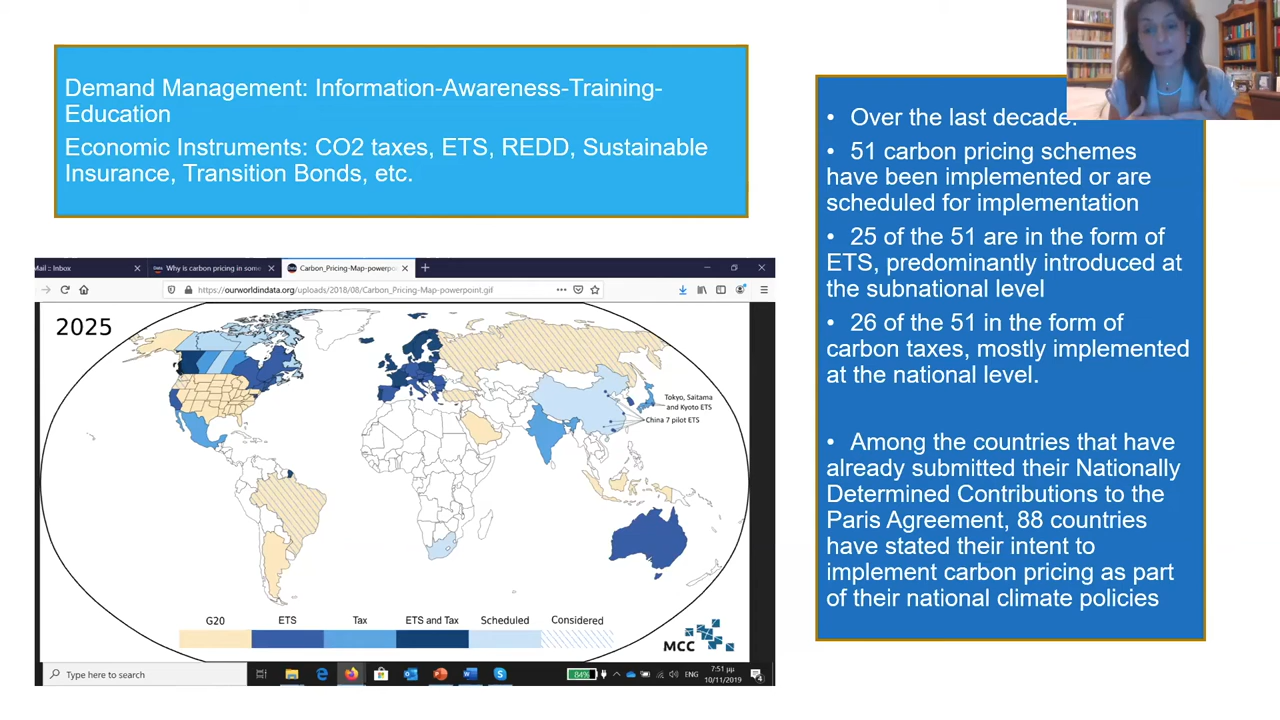 Demand Management: Information-Awareness-Training-
Education
Economic Instruments: CO2 taxes, ETS, REDD, Sustainable
Insurance, Transition Bonds, etc.
• Over the last decade:
• 51 carbon pricing schemes
have been implemented or are
scheduled for implementation
• 25 of the 51 are in the form of
ETS, predominantly introduced at
the subnational level
• 26 of the 51 in the form of
carbon taxes, mostly implemented
at the national level.
• Among the countries that have
already submitted their Nationally
Determined Contributions to the
Paris Agreement, 88 countries
have stated their intent to
implement carbon pricing as part
of their national climate policies
Mail :: Inbox
Why is carbon pricing in some
Carbon_Pricing-Map-powerpo
https://ourworldindata.org/uploads/2018/08/Carbon_Pricing-Map-powerpoint.gif
2025
Tokyo, Saitama
and Kyoto ETS
China 7 pilot ETS
G20 ETS Tax ETS and Tax Scheduled Considered
MCC
Type here to search
84%
ENG
7:51 μμ
10/11/2019
4